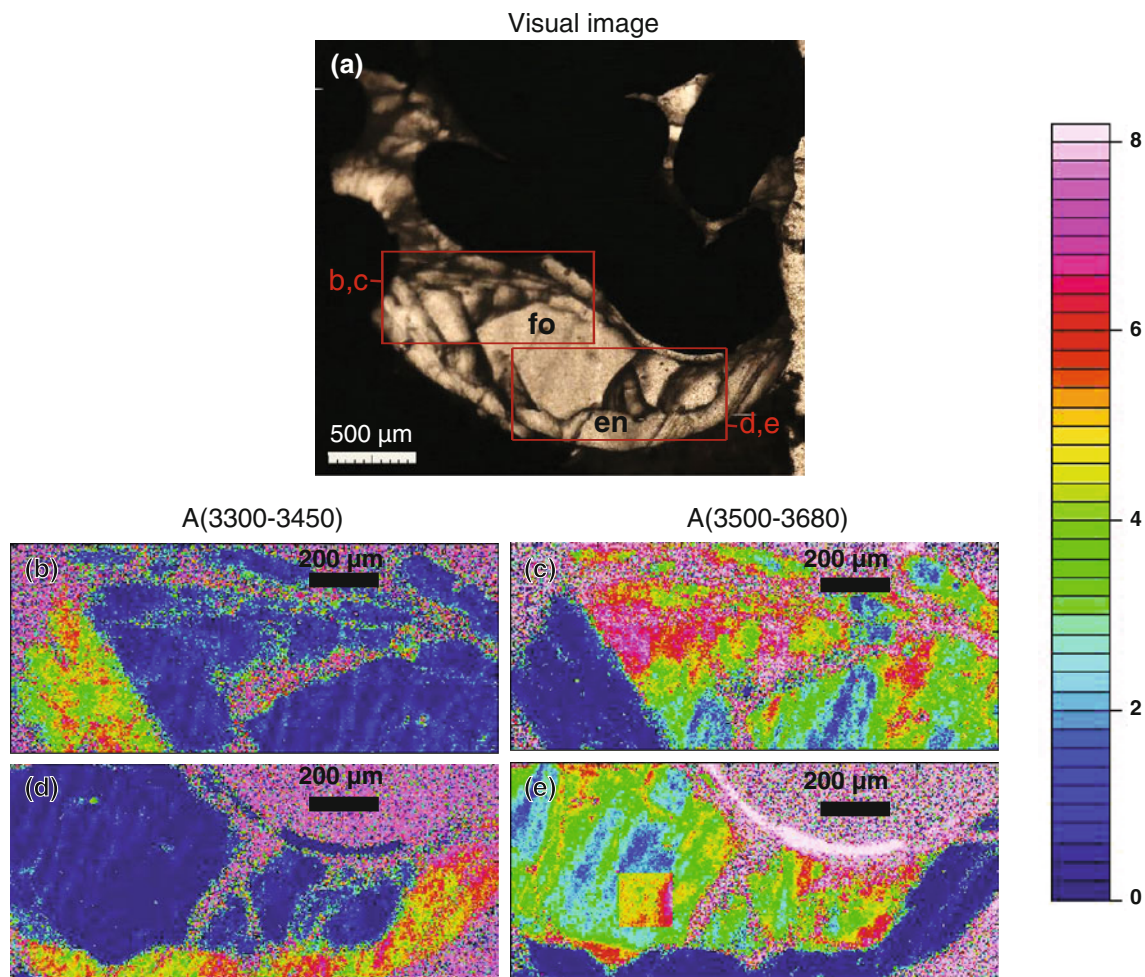 Visual image
(a)
b,c
fo
en
d,e
500 µm
8
6
4
2
0
A(3300-3450)
A(3500-3680)
(b)
200 µm
(c)
200 µm
(d)
200 µm
(e)
200 µm